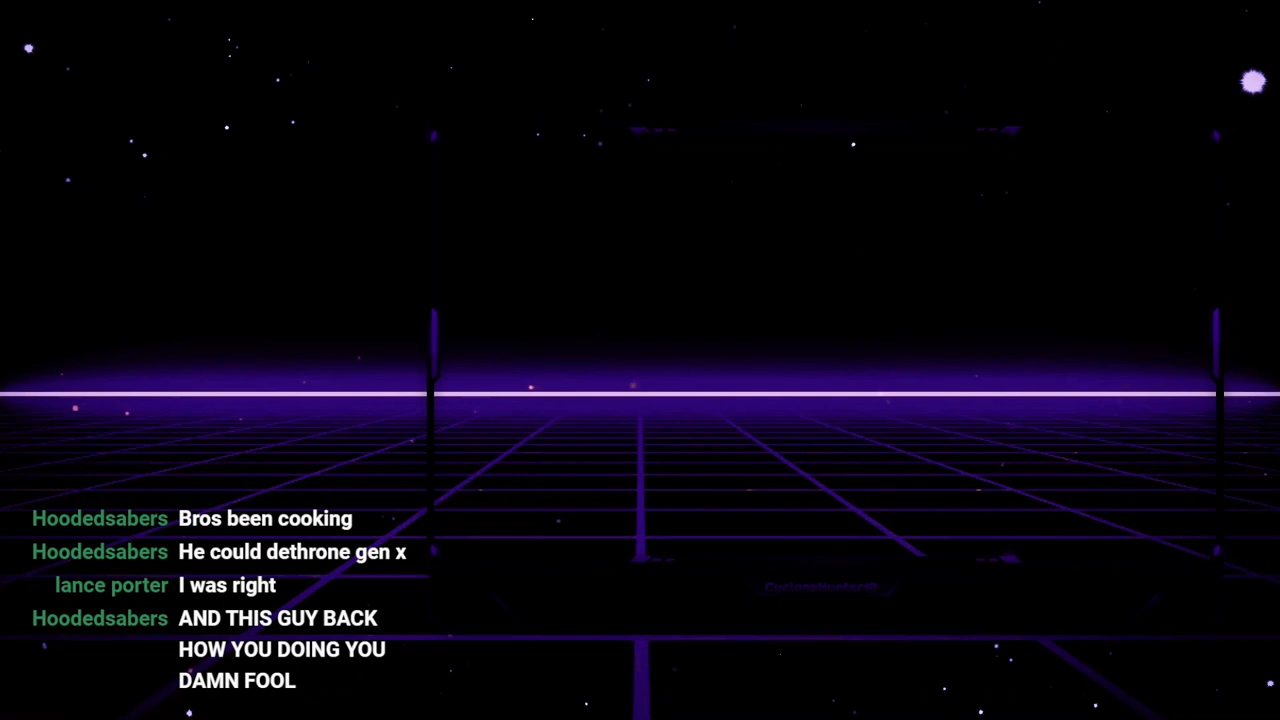 Hoodedsabers Bros been cooking
Hoodedsabers He could dethrone gen x
lance porter I was right
Hoodedsabers AND THIS GUY BACK
HOW YOU DOING YOU
DAMN FOOL